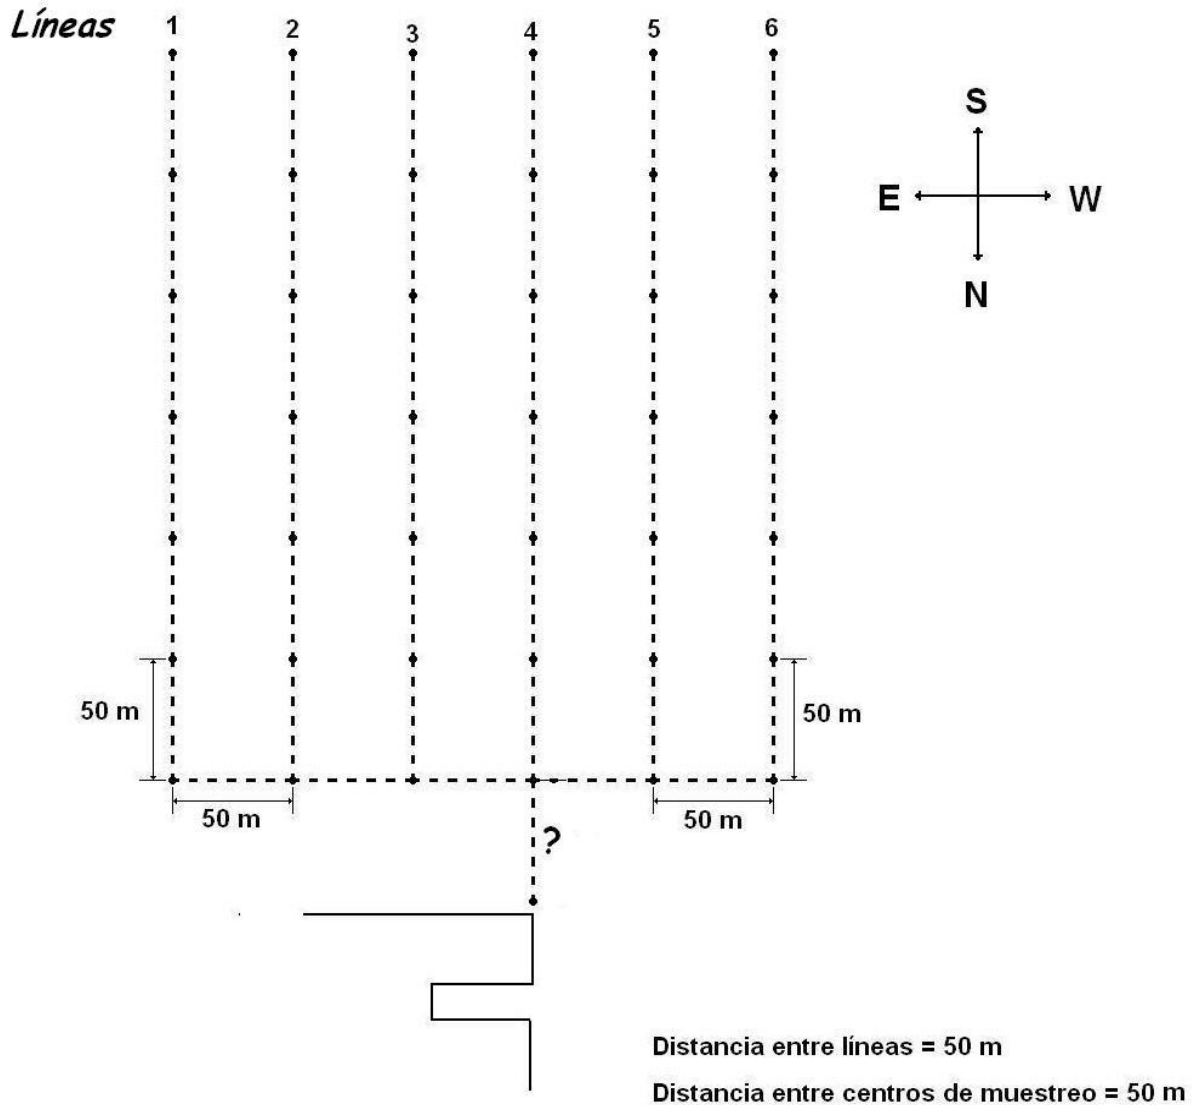 Líneas
1 2 3 4 5 6
S
E W
N
50 m
50 m
50 m
50 m
?
Distancia entre líneas = 50 m
Distancia entre centros de muestreo = 50 m